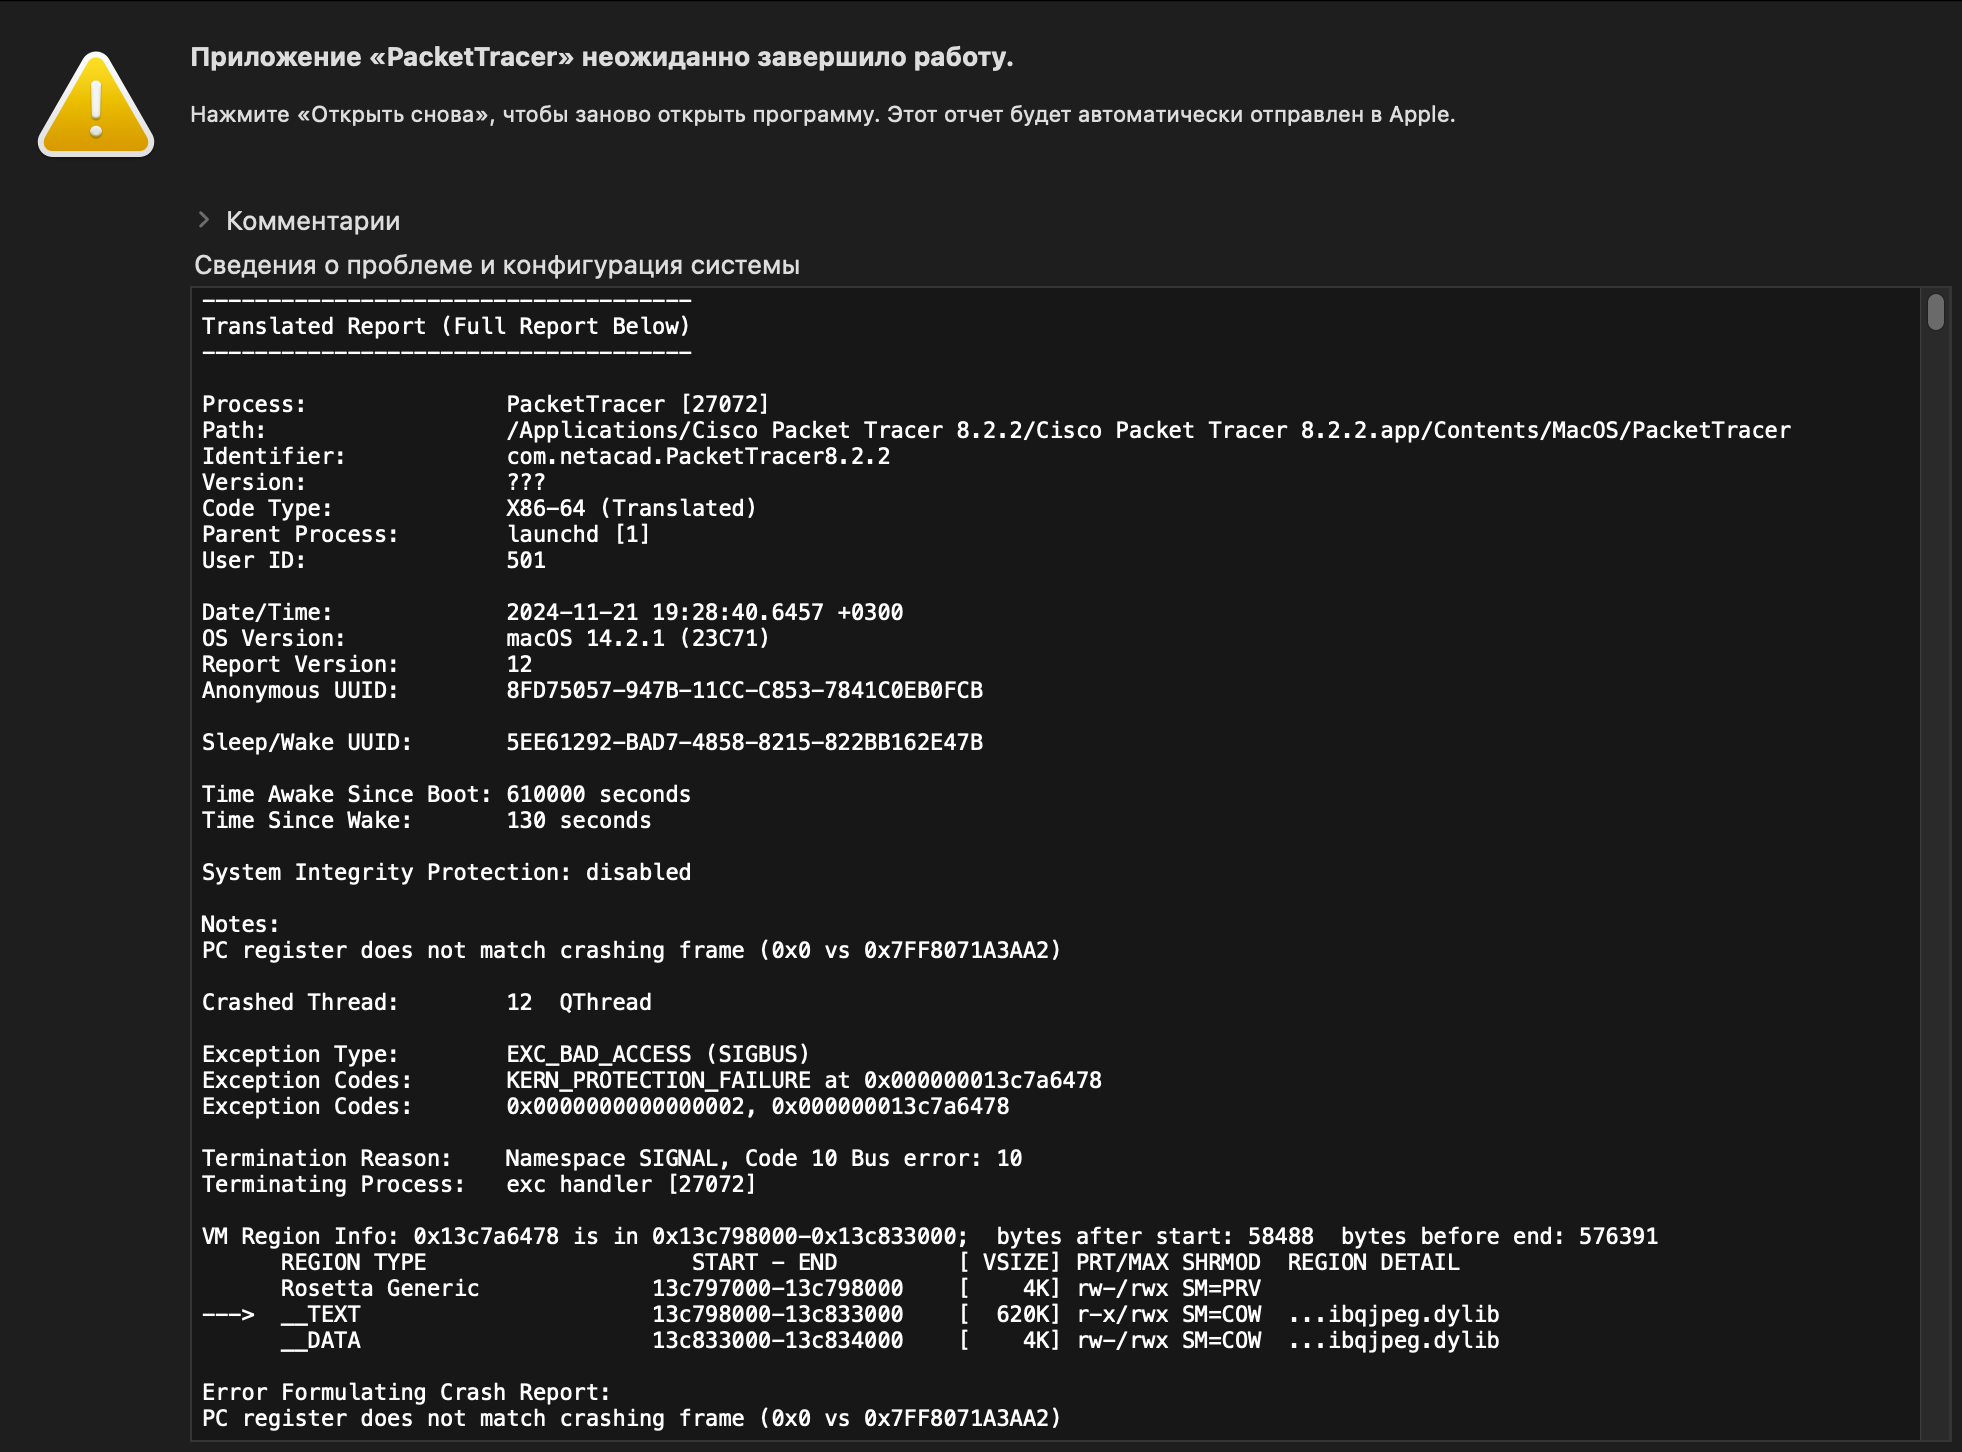 Приложение «PacketTracer» неожиданно завершило работу.
Нажмите «Открыть снова», чтобы заново открыть программу. Этот отчет будет автоматически отправлен в Apple.
Комментарии
Сведения о проблеме и конфигурация системы
-------------------------------------
Translated Report (Full Report Below)
-------------------------------------
Process:               PacketTracer [27072]
Path:                  /Applications/Cisco Packet Tracer 8.2.2/Cisco Packet Tracer 8.2.2.app/Contents/MacOS/PacketTracer
Identifier:            com.netacad.PacketTracer8.2.2
Version:               ???
Code Type:             X86-64 (Translated)
Parent Process:        launchd [1]
User ID:               501
Date/Time:             2024-11-21 19:28:40.6457 +0300
OS Version:            macOS 14.2.1 (23C71)
Report Version:        12
Anonymous UUID:        8FD75057-947B-11CC-C853-7841C0EB0FCB
Sleep/Wake UUID:       5EE61292-BAD7-4858-8215-822BB162E47B
Time Awake Since Boot: 610000 seconds
Time Since Wake:       130 seconds
System Integrity Protection: disabled
Notes:
PC register does not match crashing frame (0x0 vs 0x7FF8071A3AA2)
Crashed Thread:        12  QThread
Exception Type:        EXC_BAD_ACCESS (SIGBUS)
Exception Codes:       KERN_PROTECTION_FAILURE at 0x000000013c7a6478
Exception Codes:       0x0000000000000002, 0x000000013c7a6478
Termination Reason:    Namespace SIGNAL, Code 10 Bus error: 10
Terminating Process:   exc handler [27072]
VM Region Info: 0x13c7a6478 is in 0x13c798000-0x13c833000;  bytes after start: 58488  bytes before end: 576391
      REGION TYPE                    START - END         [ VSIZE] PRT/MAX SHRMOD  REGION DETAIL
      Rosetta Generic             13c797000-13c798000    [    4K] rw-/rwx SM=PRV
--->  __TEXT                      13c798000-13c833000    [  620K] r-x/rwx SM=COW  ...ibqjpeg.dylib
      __DATA                      13c833000-13c834000    [    4K] rw-/rwx SM=COW  ...ibqjpeg.dylib
Error Formulating Crash Report:
PC register does not match crashing frame (0x0 vs 0x7FF8071A3AA2)